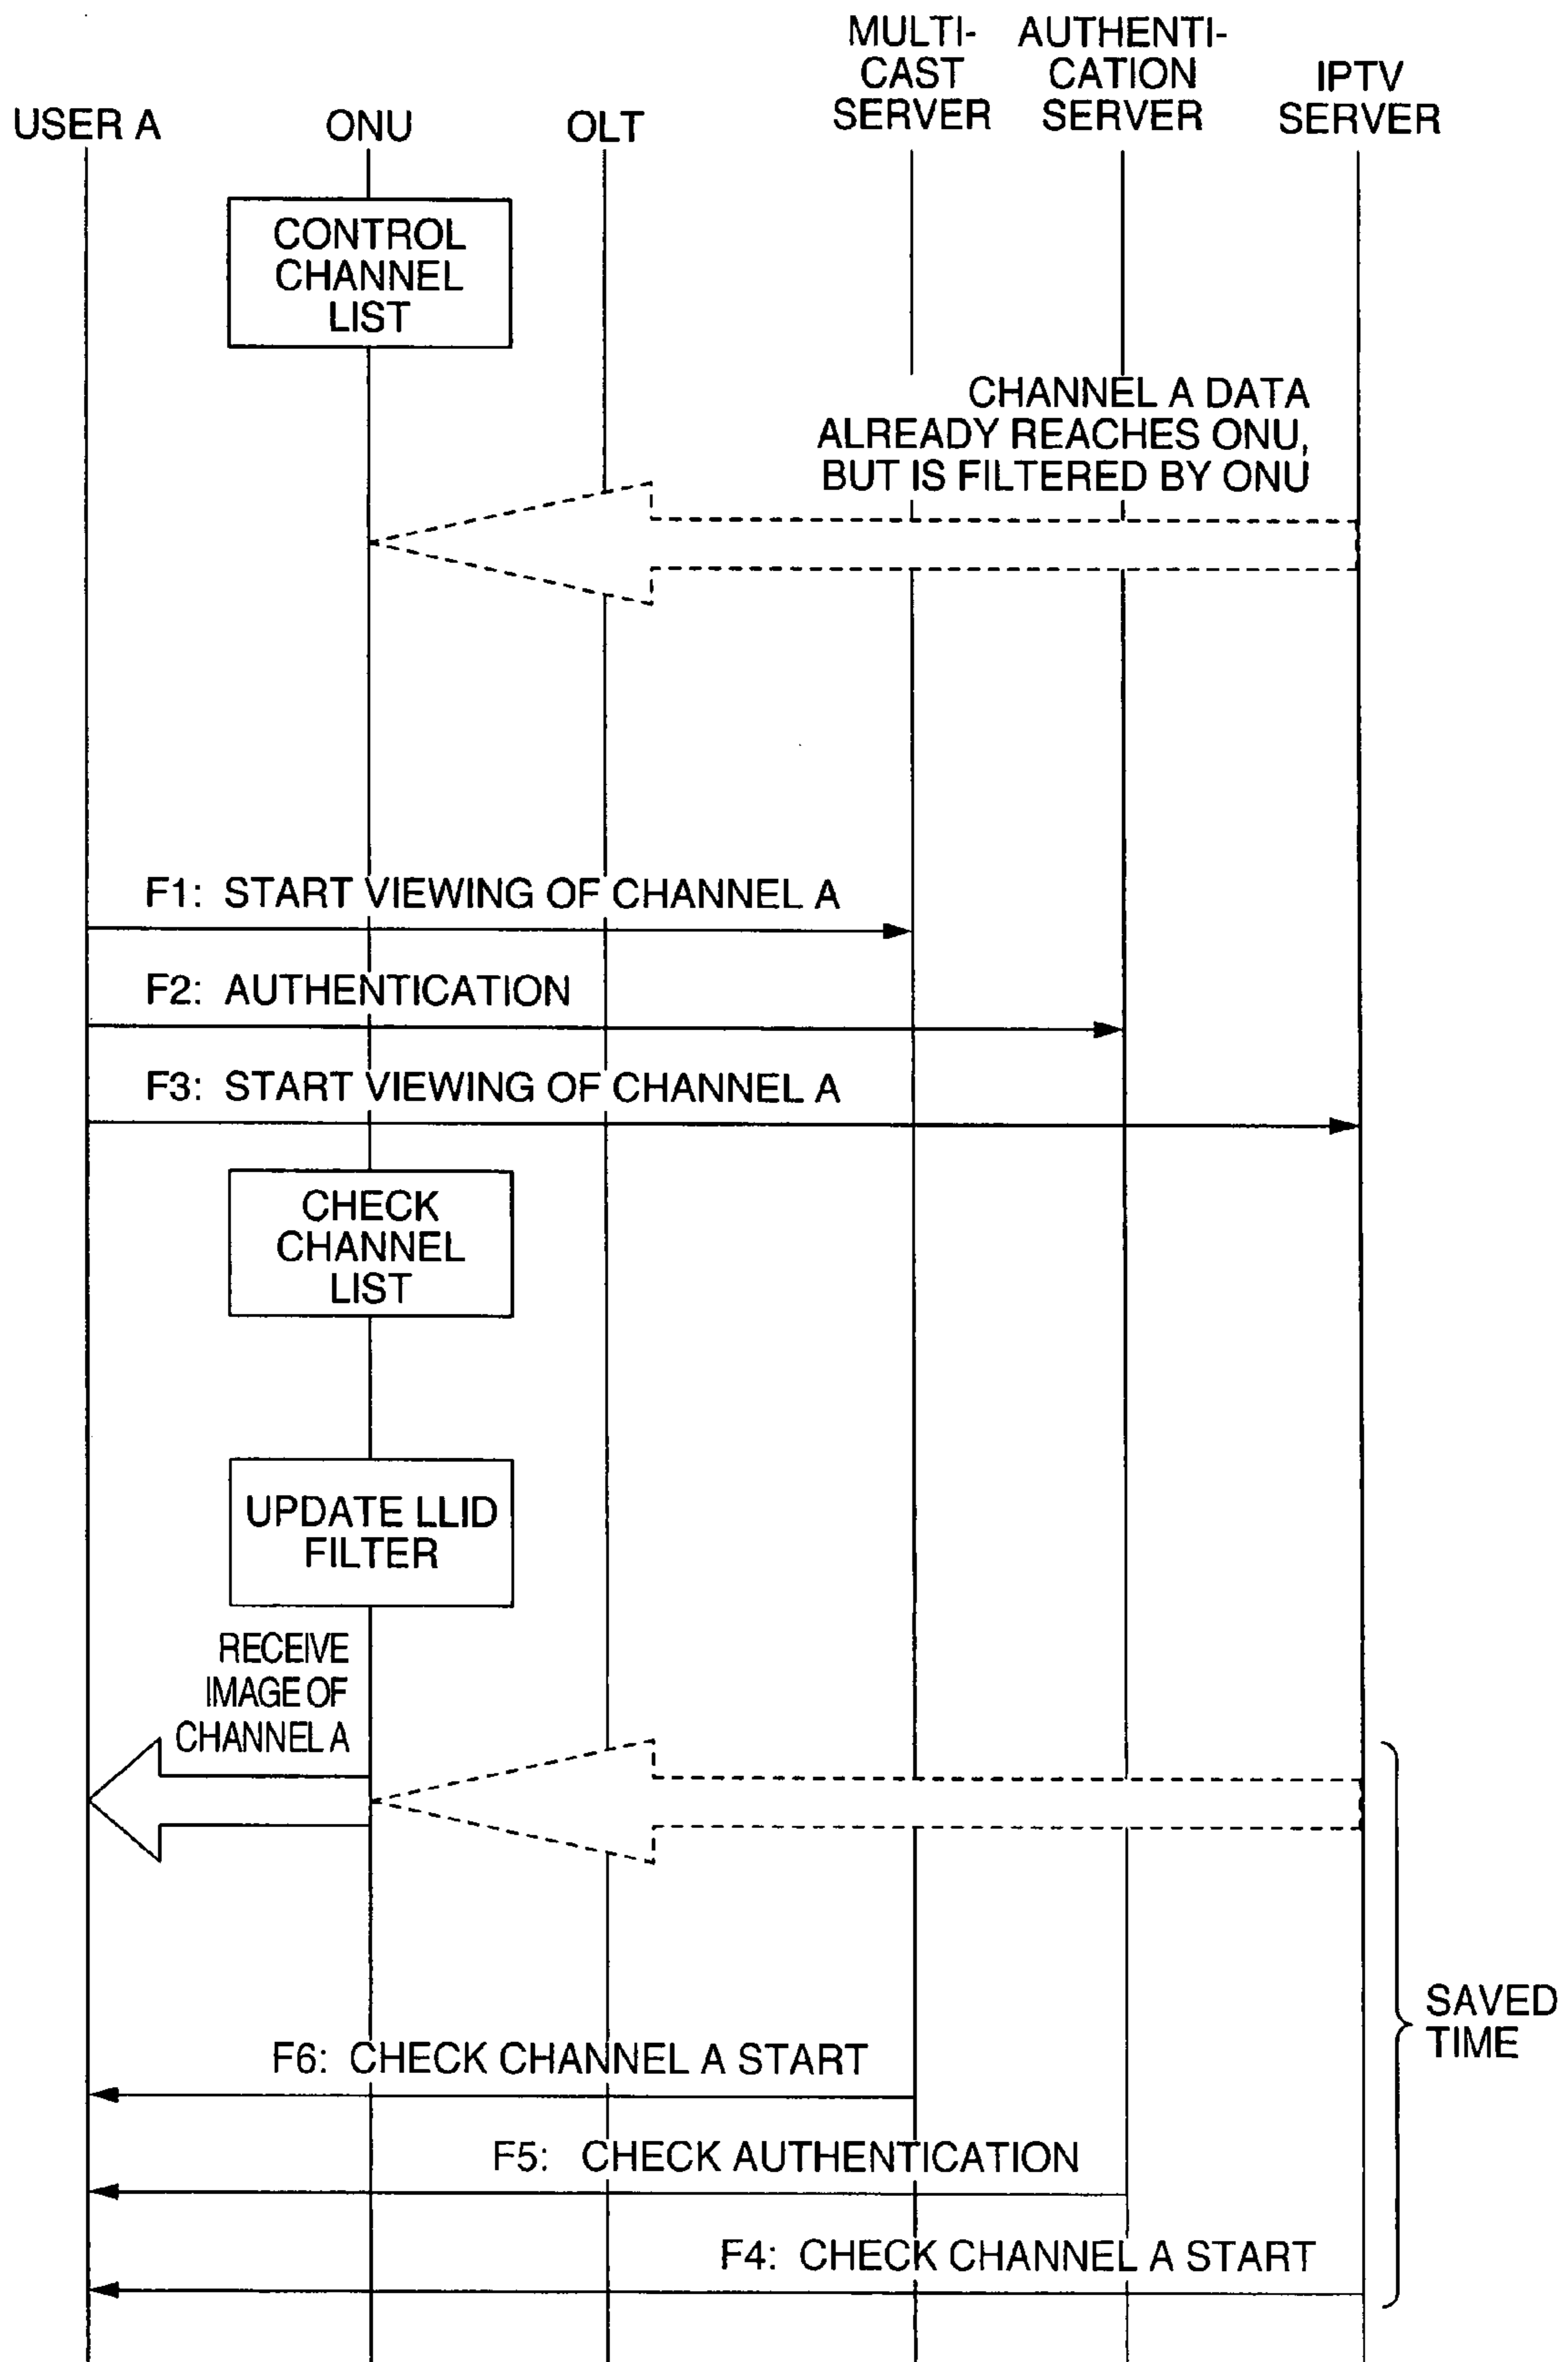 MULTI-
CAST
SERVER
AUTHENTI-
CATION
SERVER
IPTV
SERVER
USER A
ONU
OLT
CONTROL
CHANNEL
LIST
CHANNEL A DATA
ALREADY REACHES ONU,
BUT IS FILTERED BY ONU
F1: START VIEWING OF CHANNEL A
F2: AUTHENTICATION
F3: START VIEWING OF CHANNEL A
CHECK
CHANNEL
LIST
UPDATE LLID
FILTER
RECEIVE
IMAGE OF
CHANNEL A
SAVED
TIME
F6: CHECK CHANNEL A START
F5: CHECK AUTHENTICATION
F4: CHECK CHANNEL A START